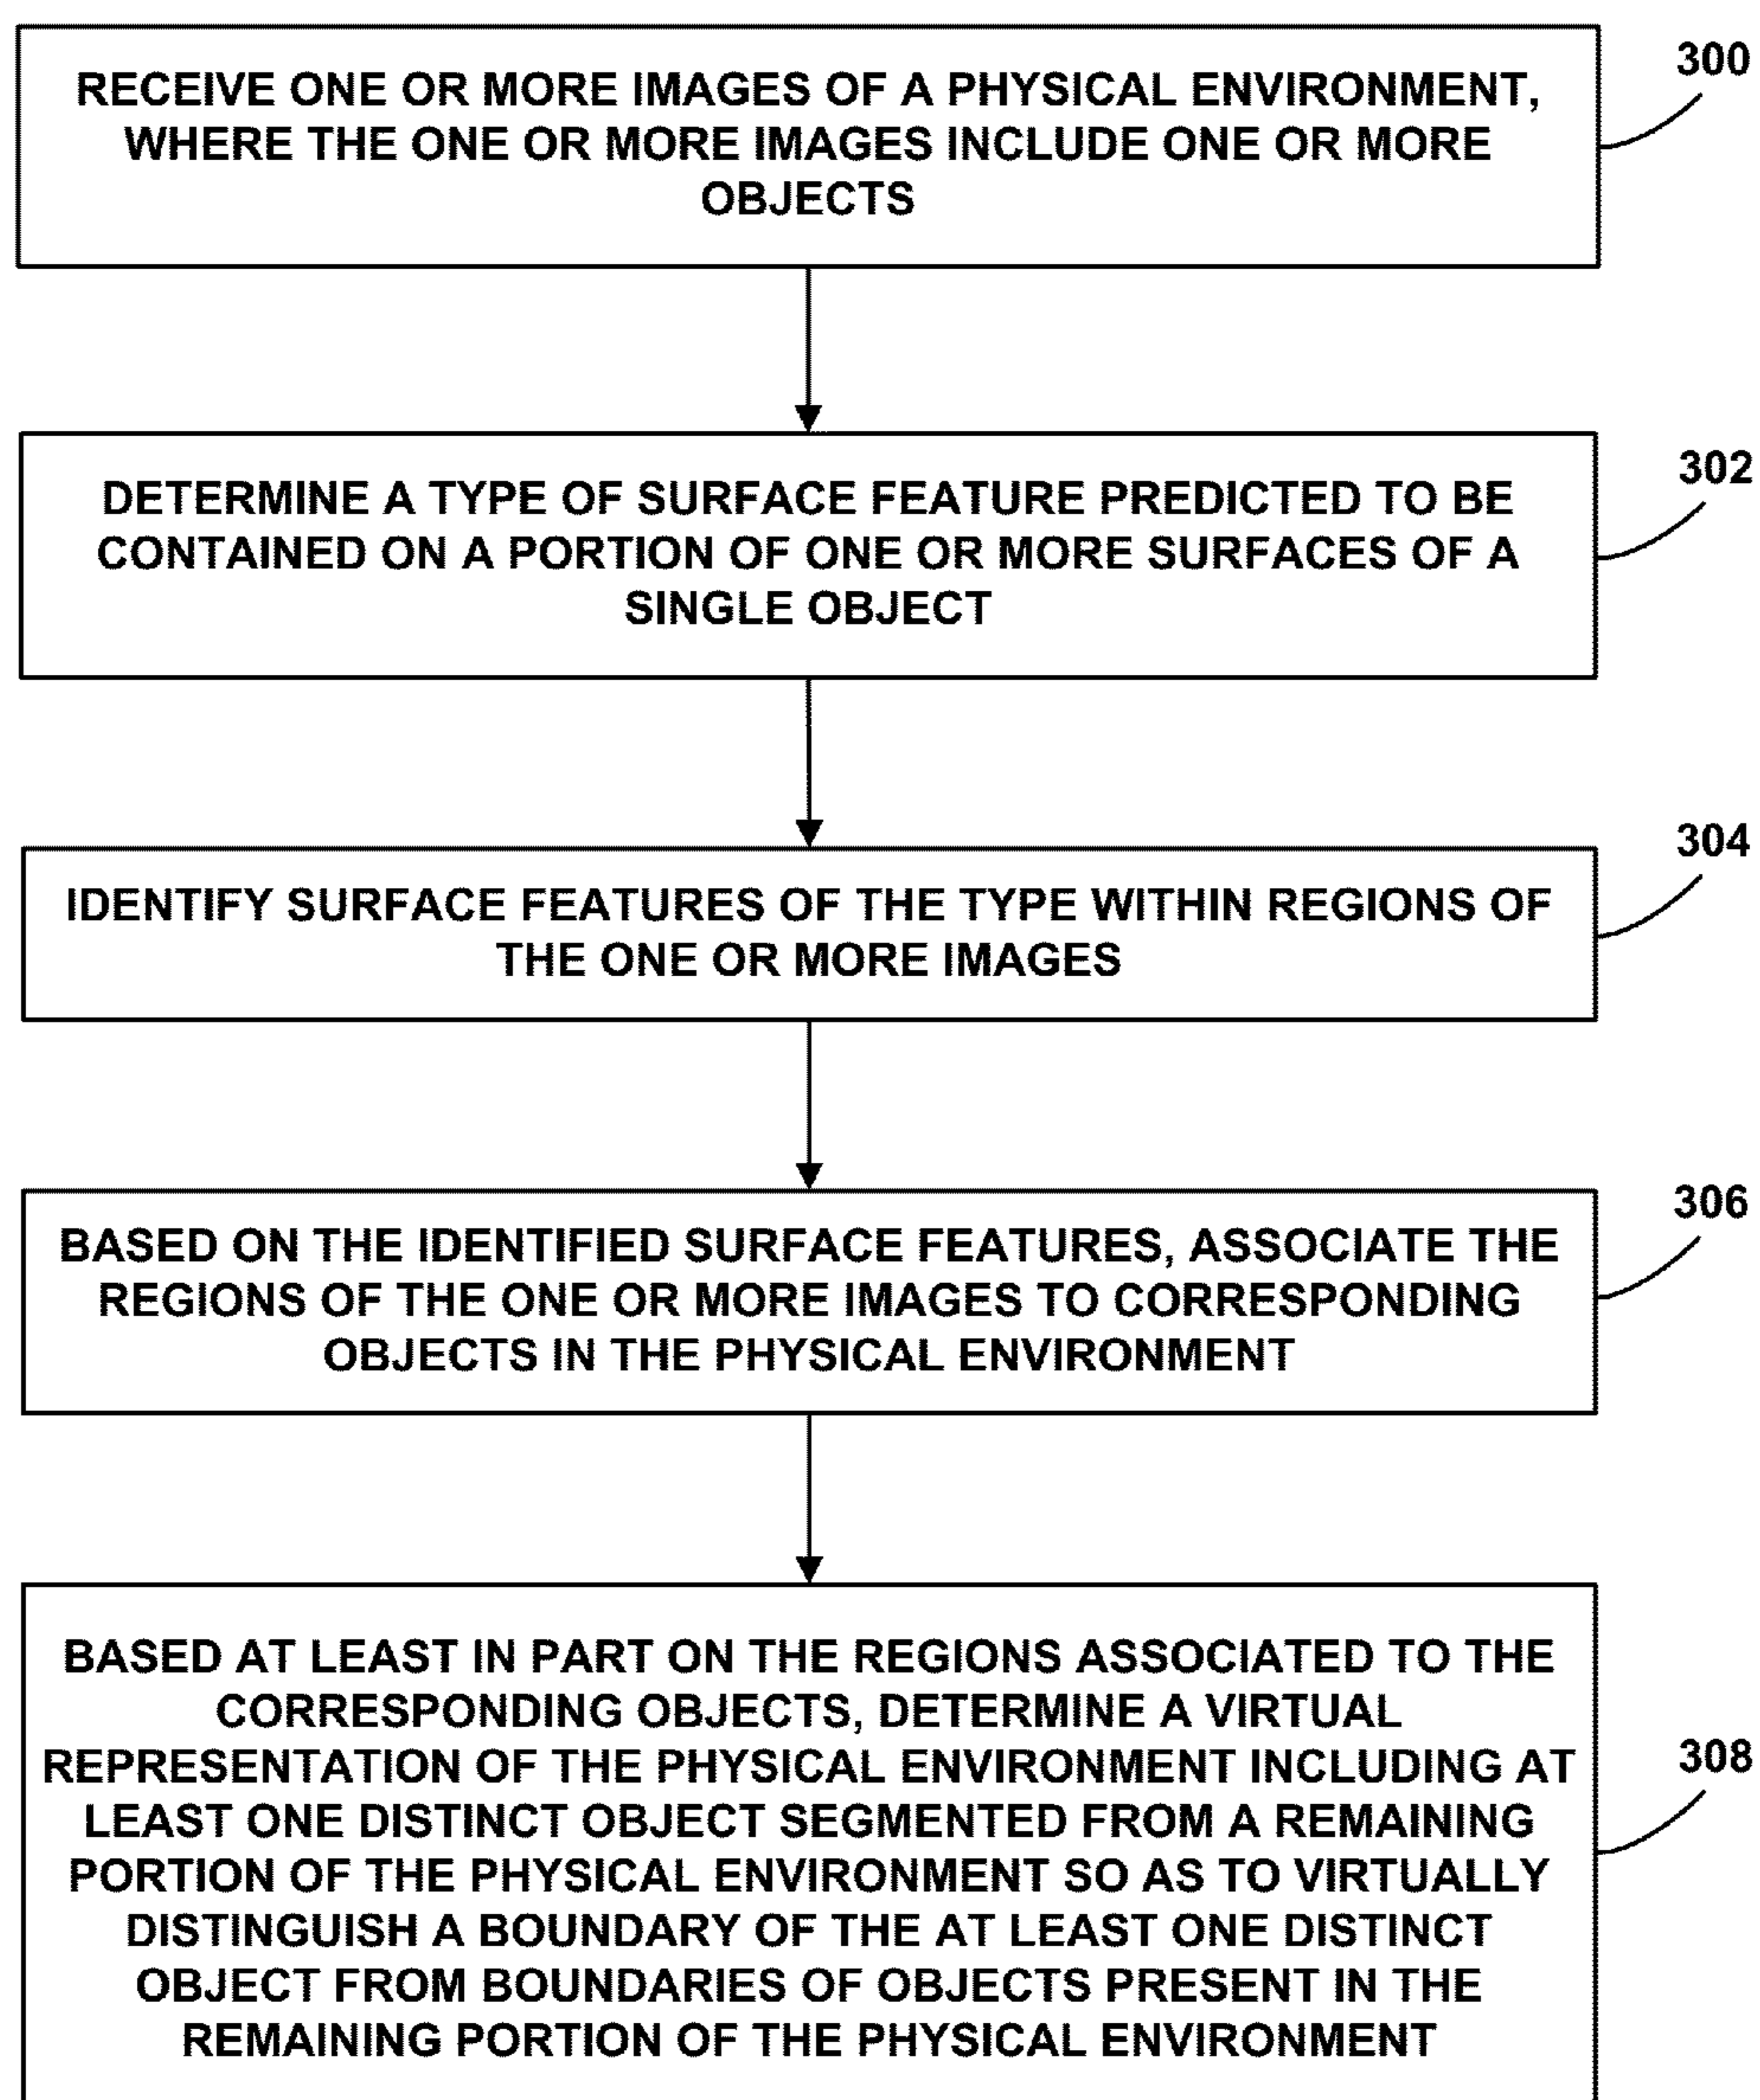 RECEIVE ONE OR MORE IMAGES OF A PHYSICAL ENVIRONMENT,
WHERE THE ONE OR MORE IMAGES INCLUDE ONE OR MORE
OBJECTS
300
DETERMINE A TYPE OF SURFACE FEATURE PREDICTED TO BE
CONTAINED ON A PORTION OF ONE OR MORE SURFACES OF A
SINGLE OBJECT
302
IDENTIFY SURFACE FEATURES OF THE TYPE WITHIN REGIONS OF
THE ONE OR MORE IMAGES
304
BASED ON THE IDENTIFIED SURFACE FEATURES, ASSOCIATE THE
REGIONS OF THE ONE OR MORE IMAGES TO CORRESPONDING
OBJECTS IN THE PHYSICAL ENVIRONMENT
306
BASED AT LEAST IN PART ON THE REGIONS ASSOCIATED TO THE
CORRESPONDING OBJECTS, DETERMINE A VIRTUAL
REPRESENTATION OF THE PHYSICAL ENVIRONMENT INCLUDING AT
LEAST ONE DISTINCT OBJECT SEGMENTED FROM A REMAINING
PORTION OF THE PHYSICAL ENVIRONMENT SO AS TO VIRTUALLY
DISTINGUISH A BOUNDARY OF THE AT LEAST ONE DISTINCT
OBJECT FROM BOUNDARIES OF OBJECTS PRESENT IN THE
REMAINING PORTION OF THE PHYSICAL ENVIRONMENT
308